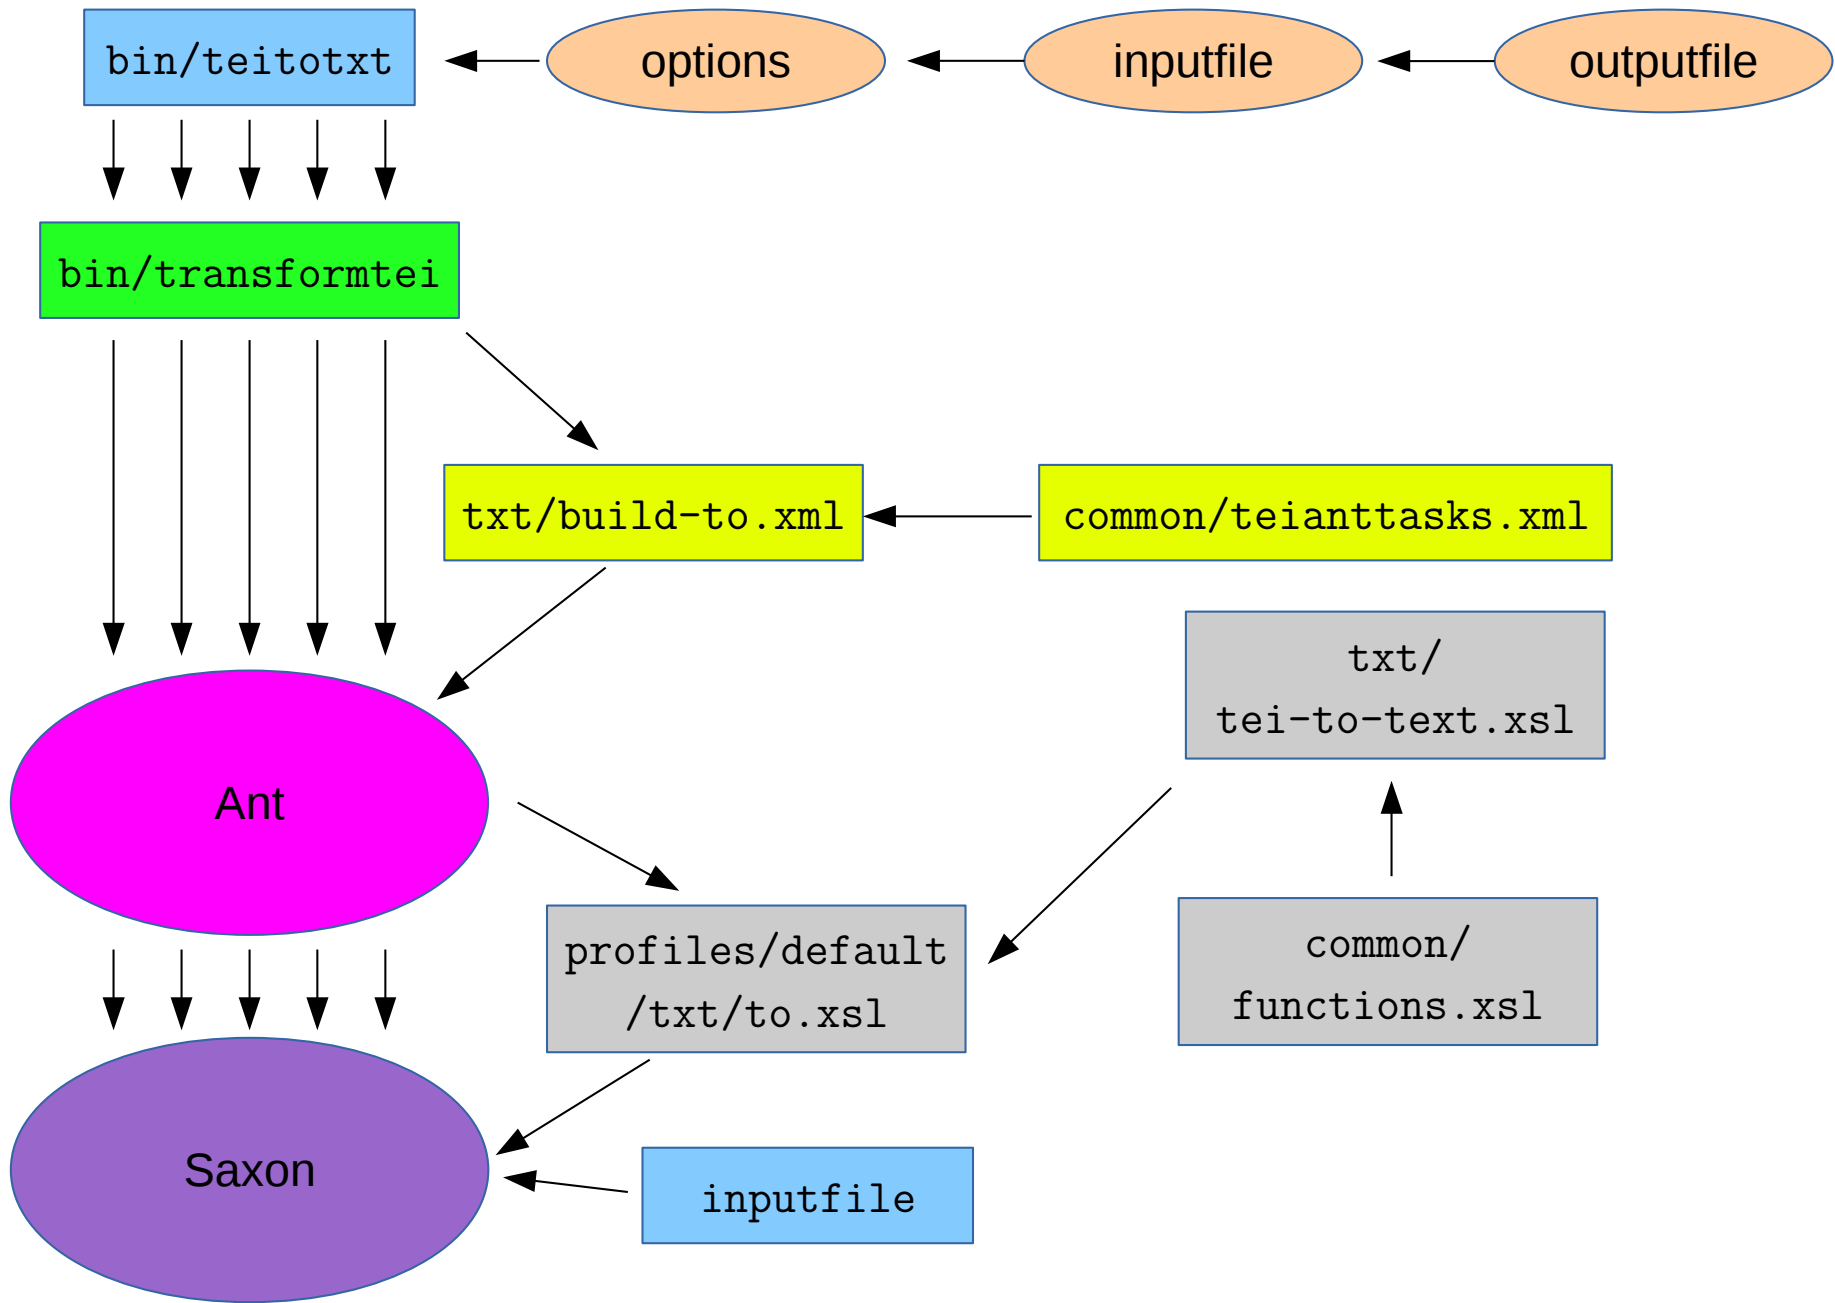 bin/teitotxt
options
inputfile
outputfile
bin/transformtei
txt/build-to.xml
common/teianttasks.xml
txt/
tei-to-text.xsl
Ant
profiles/default
/txt/to.xsl
common/
functions.xsl
Saxon
inputfile